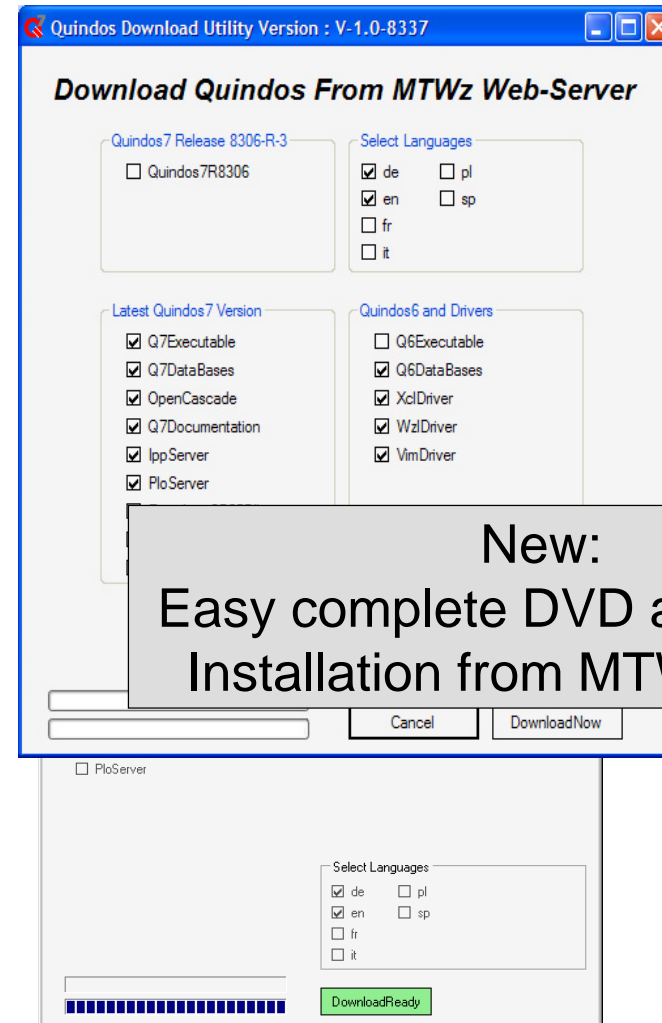 Quindos Download Utility Version : V-1.0-8337
Download Quindos From MTWz Web-Server
Quindos7 Release 8306-R-3
Quindos7R8306
Select Languages
de pl
en sp
fr
it
Latest Quindos7 Version
Q7Executable
Q7DataBases
OpenCascade
Q7Documentation
IppServer
PloServer
Quindos6 and Drivers
Q6Executable
Q6DataBases
XclDriver
WzlDriver
VimDriver
New:
Easy complete DVD
Installation from
Cancel DownloadNow
PloServer
Select Languages
de pl
en sp
fr
it
DownloadReady